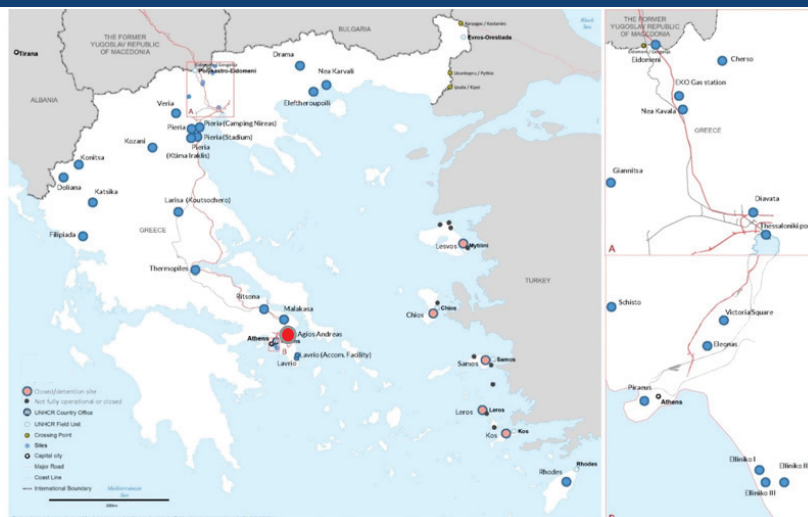 THE FORMER
YUGOSLAV REPUBLIC
OF MACEDONIA
BULGARIA
Black
Sea
Tirana
ALBANIA
Evros-Orestiada
Drama
Nea Karvali
Eleftheroupoili
Polykastro-Eidomeni
A
Veria
Pieria
Pieria (Camping Nireas)
Pieria (Stadium)
Pieria
(Ktima Iraklis)
Kozani
Konitsa
Doliana
Katsika
Filipiada
Larisa (Koutsochero)
GREECE
Thermopiles
Ritsona
Malakasa
Agios Andreas
Athens
B
Lavrio (Accom. Facility)
Lavrio
Lesvos
Mytilini
TURKEY
Chios
Chios
Samos
Samos
Leros
Leros
Kos
Kos
Rhodes
Rhodes
Closed/detention site
Not fully operational or closed
UNHCR Country Office
UNHCR Field Unit
Crossing Point
Sites
Capital city
Major Road
Coast Line
International Boundary
Mediterranean
Sea
THE FORMER
YUGOSLAV REPUBLIC
OF MACEDONIA
Eidomeni
Cherso
EKO Gas station
Nea Kavala
GREECE
Giannitsa
Diavata
Thessaloniki po
A
Schisto
Victoria Square
Eleonas
Piraeus
Athens
Elliniko I
Elliniko II
Elliniko III